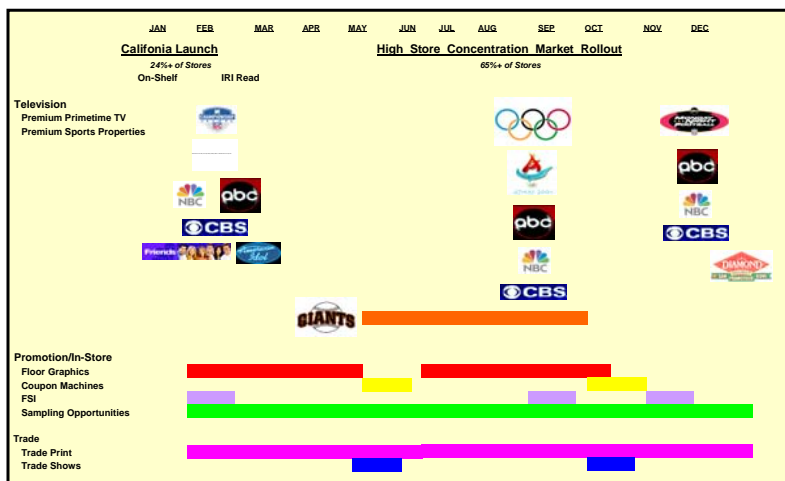 JAN FEB MAR APR MAY JUN JUL AUG SEP OCT NOV DEC
Califonia Launch High Store Concentration Market Rollout
24%+ of Stores 65%+ of Stores
On-Shelf IRI Read
Television
Premium Primetime TV
Premium Sports Properties
NBC abc abc
NBC
CBS abc CBS
Friends American Idol NBC DIAMOND
CBS
GIANTS
Promotion/In-Store
Floor Graphics
Coupon Machines
FSI
Sampling Opportunities
Trade
Trade Print
Trade Shows